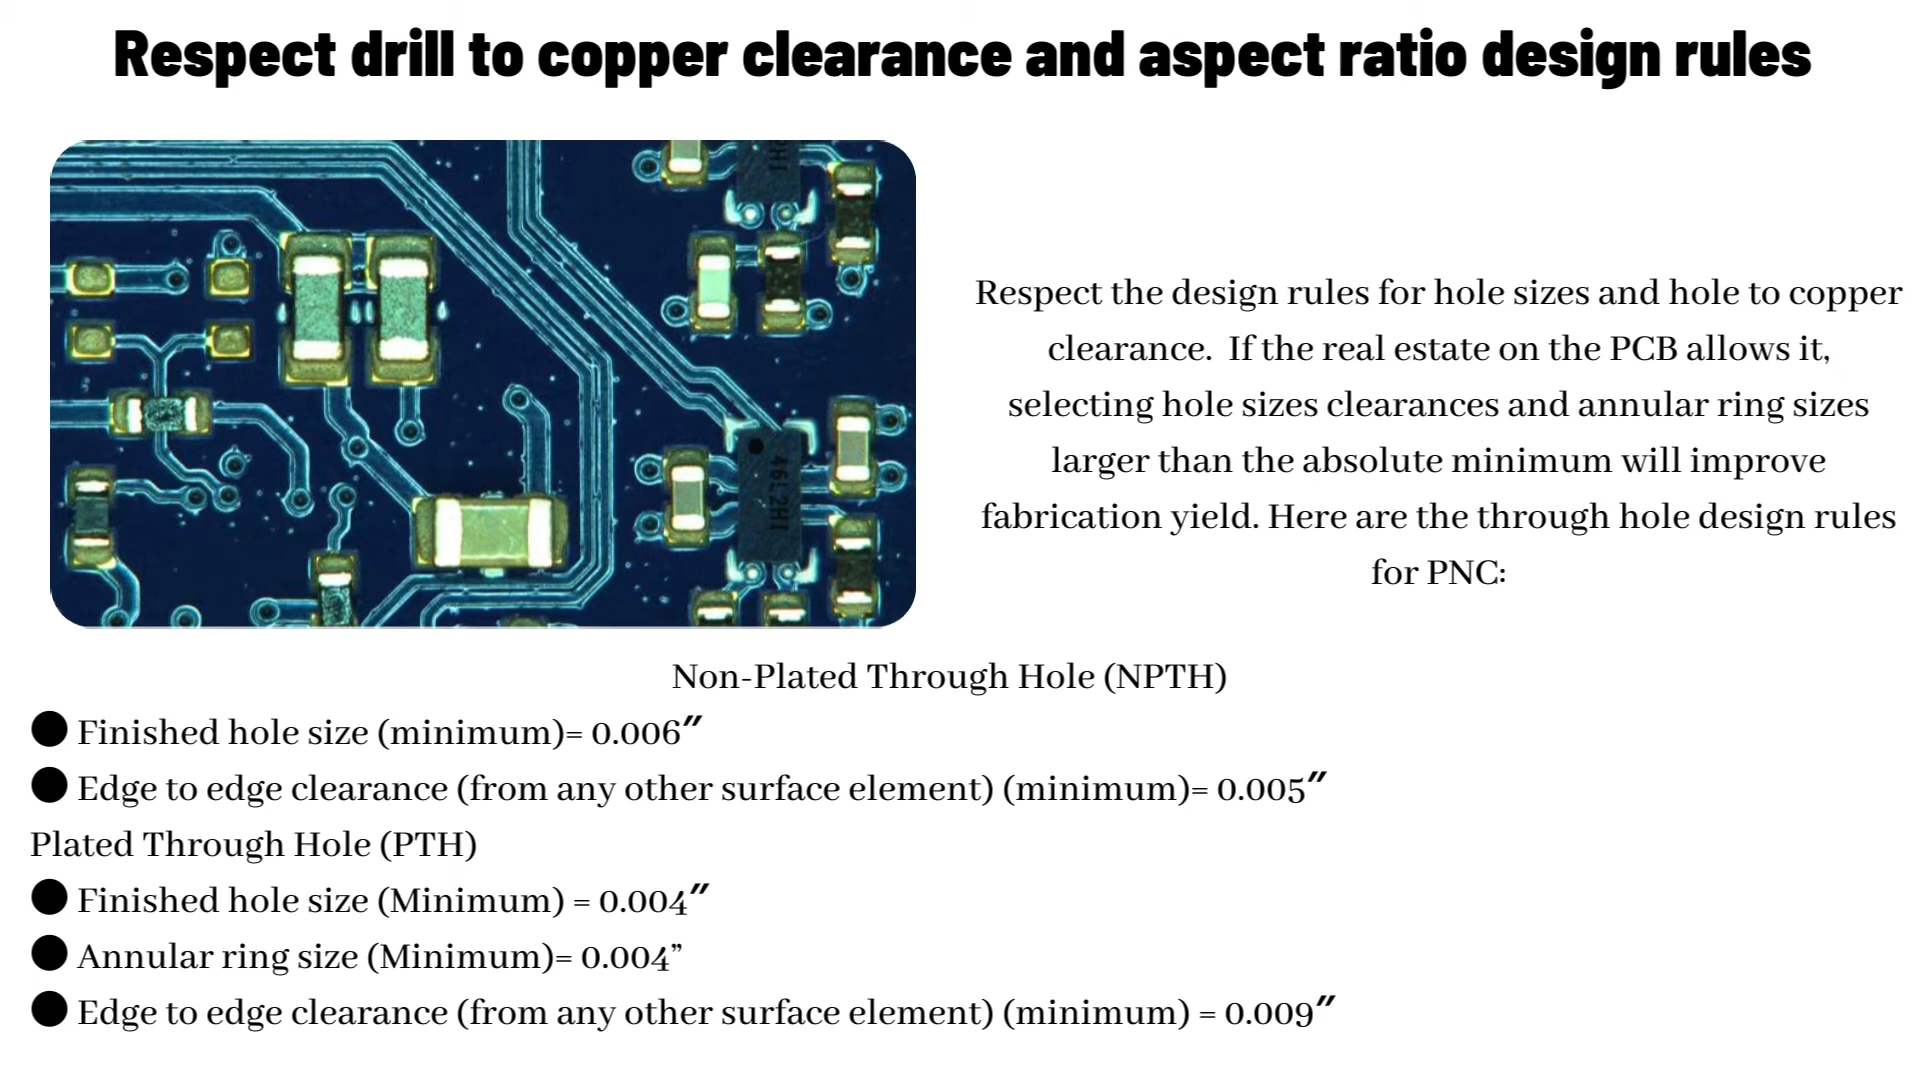 Respect drill to copper clearance and aspect ratio design rules
Respect the design rules for hole sizes and hole to copper
clearance.  If the real estate on the PCB allows it,
selecting hole sizes clearances and annular ring sizes
larger than the absolute minimum will improve
fabrication yield. Here are the through hole design rules
for PNC:
Non-Plated Through Hole (NPTH)
● Finished hole size (minimum)= 0.006″
● Edge to edge clearance (from any other surface element) (minimum)= 0.005″
Plated Through Hole (PTH)
● Finished hole size (Minimum) = 0.004″
● Annular ring size (Minimum)= 0.004”
● Edge to edge clearance (from any other surface element) (minimum) = 0.009″